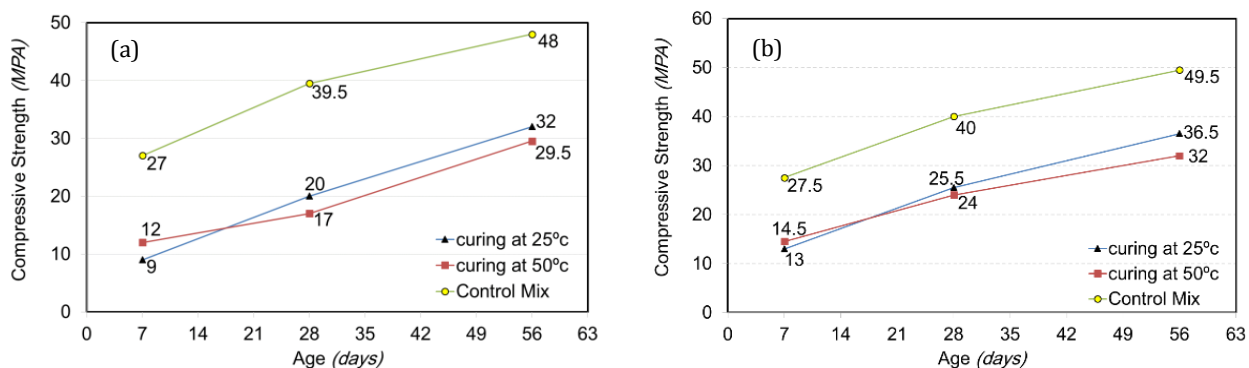 (a)
Compressive Strength (MPA)
50
40
30
20
10
0
27
39.5
48
9
20
32
12
17
29.5
curing at 25ºc
curing at 50ºc
Control Mix
0 7 14 21 28 35 42 49 56 63
Age (days)
(b)
Compressive Strength (MPA)
60
50
40
30
20
10
0
27.5
40
49.5
13
25.5
36.5
14.5
24
32
curing at 25ºc
curing at 50ºc
Control Mix
0 7 14 21 28 35 42 49 56 63
Age (days)